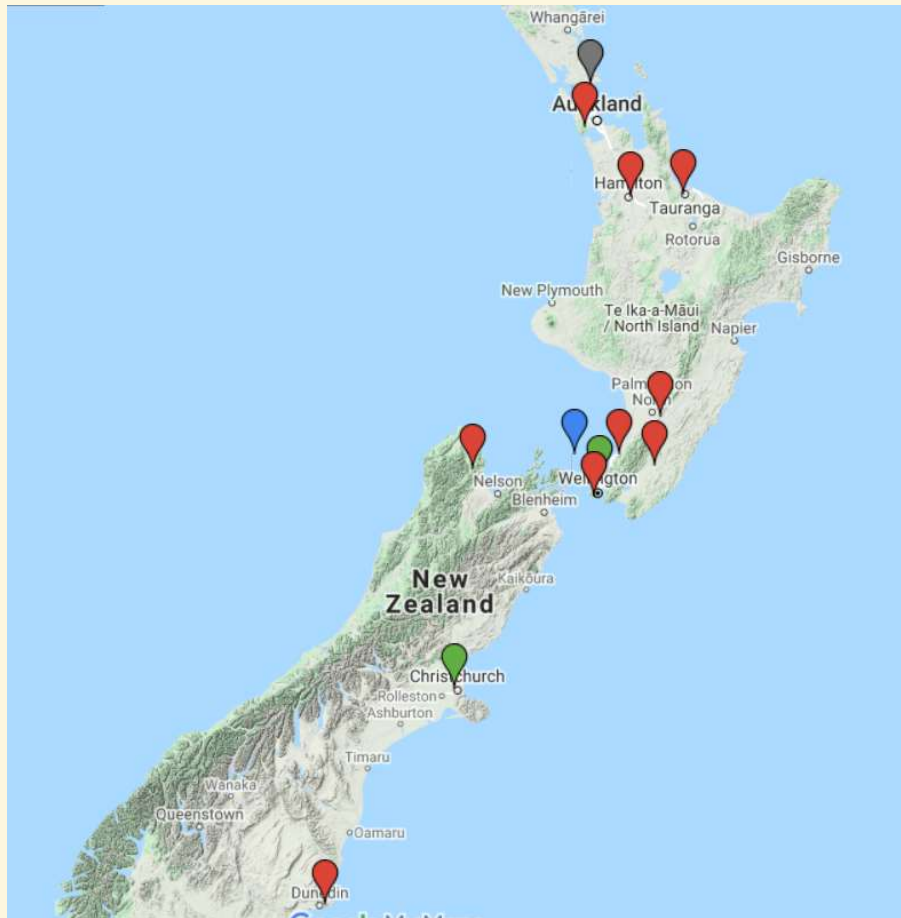 Whangārei
Auckland
Hamilton
Tauranga
Rotorua
Gisborne
New Plymouth
Te Ika-a-Māui
/ North Island
Napier
Palmerston
North
Nelson
Wellington
Blenheim
Kaikōura
New
Zealand
Christchurch
Rolleston
Ashburton
Timaru
Wanaka
Queenstown
Oamaru
Dunedin